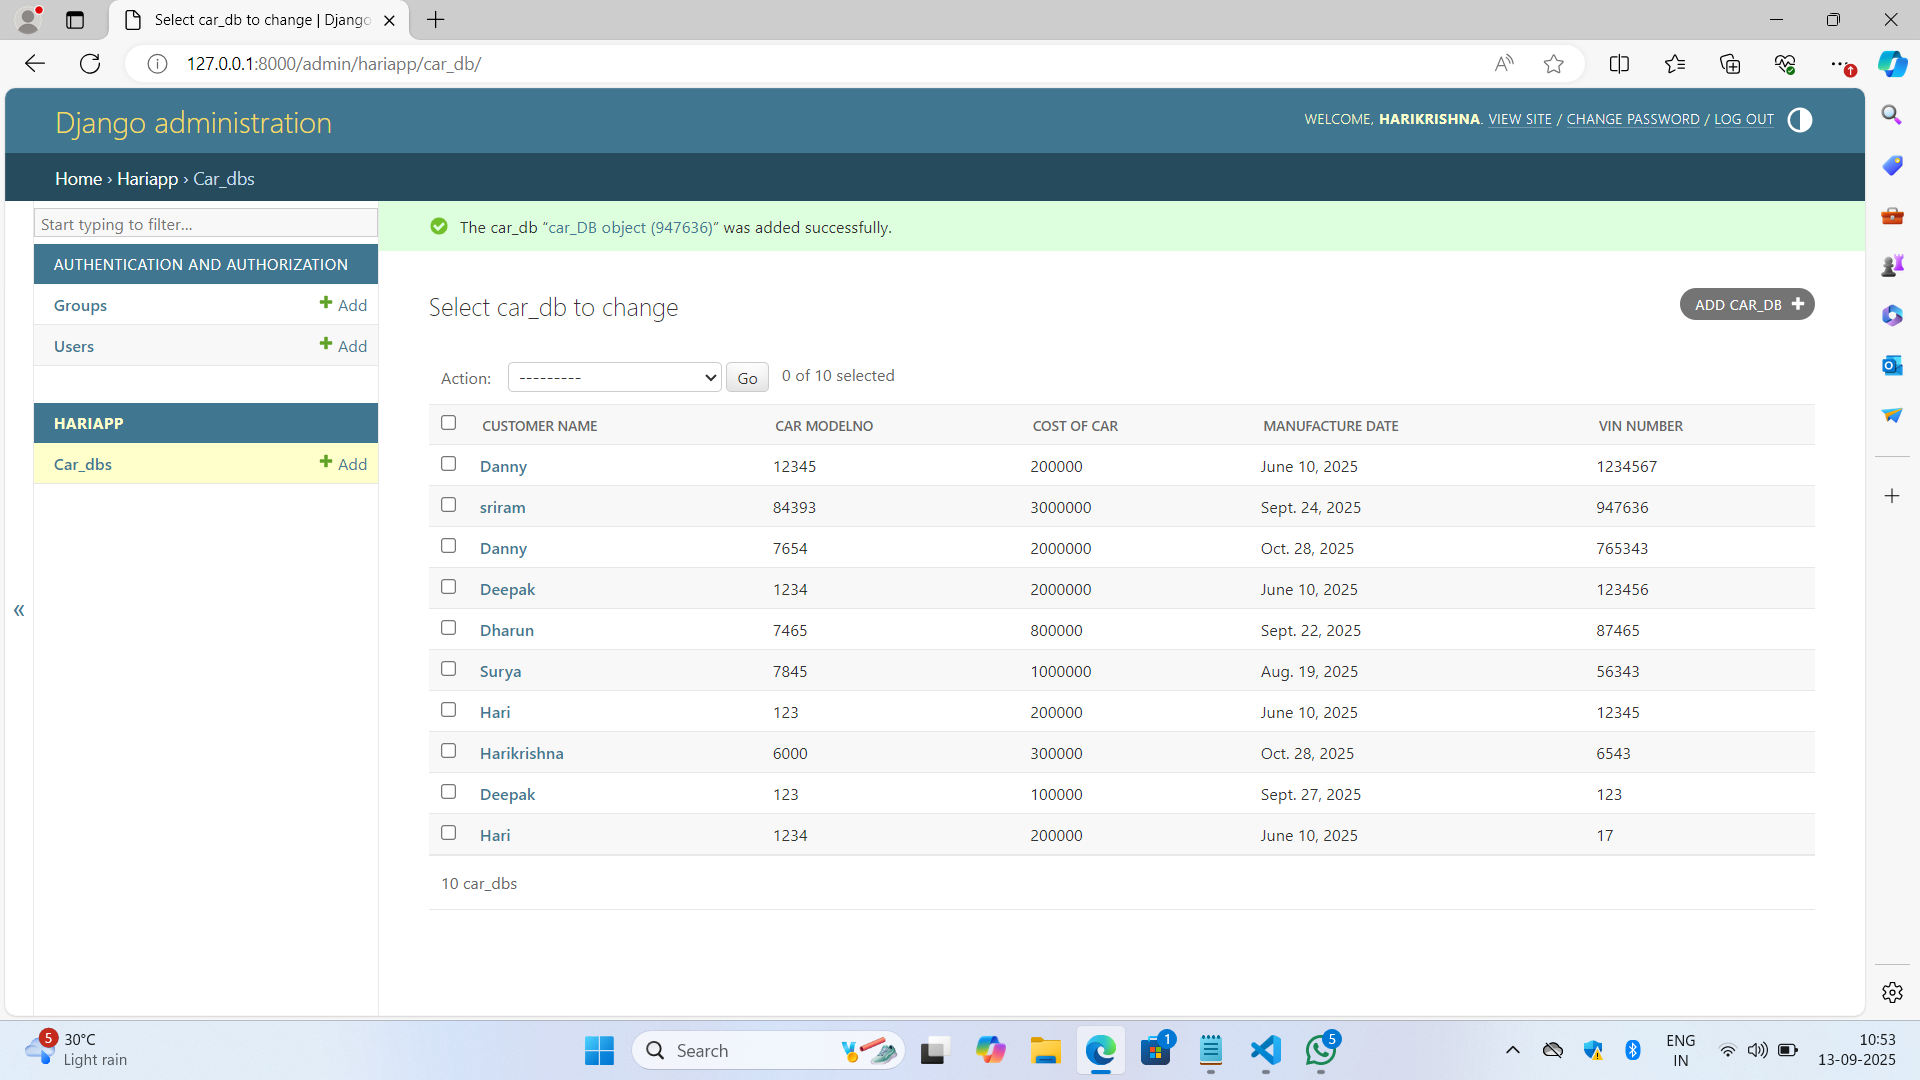 Select car_db to change | Django
127.0.0.1:8000/admin/hariapp/car_db/
Django administration
WELCOME, HARIKRISHNA. VIEW SITE / CHANGE PASSWORD / LOG OUT
Home › Hariapp › Car_dbs
Start typing to filter...
The car_db “car_DB object (947636)” was added successfully.
AUTHENTICATION AND AUTHORIZATION
Groups Add
Users Add
HARIAPP
Car_dbs Add
«
Select car_db to change
ADD CAR_DB
Action: --------- Go 0 of 10 selected
CUSTOMER NAME CAR MODELNO COST OF CAR MANUFACTURE DATE VIN NUMBER
Danny 12345 200000 June 10, 2025 1234567
sriram 84393 3000000 Sept. 24, 2025 947636
Danny 7654 2000000 Oct. 28, 2025 765343
Deepak 1234 2000000 June 10, 2025 123456
Dharun 7465 800000 Sept. 22, 2025 87465
Surya 7845 1000000 Aug. 19, 2025 56343
Hari 123 200000 June 10, 2025 12345
Harikrishna 6000 300000 Oct. 28, 2025 6543
Deepak 123 100000 Sept. 27, 2025 123
Hari 1234 200000 June 10, 2025 17
10 car_dbs
5
30°C
Light rain
Search
1
5
ENG
IN
10:53
13-09-2025